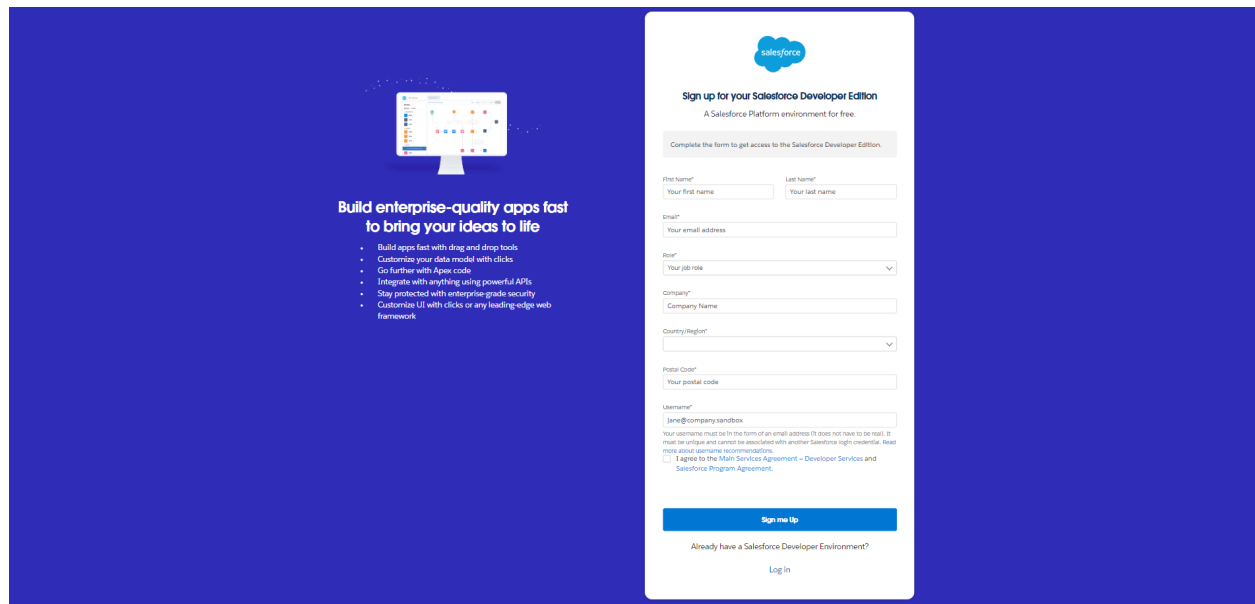 Build enterprise-quality apps fast
to bring your ideas to life
Build apps fast with drag and drop tools
Customize your data model with clicks
Go further with Apex code
Integrate with anything using powerful APIs
Stay protected with enterprise-grade security
Customize UI with clicks or any leading-edge web
framework
salesforce
Sign up for your Salesforce Developer Edition
A Salesforce Platform environment for free.
Complete the form to get access to the Salesforce Developer Edition.
First Name*
Last Name*
Your first name
Your last name
Email*
Your email address
Role*
Your job role
Company*
Company Name
Country/Region*
Postal Code*
Your postal code
Username*
jane@company.sandbox
Your username must be in the form of an email address (it does not have to be real). It
must be unique and cannot be associated with another Salesforce login credential. Read
more about username recommendations.
I agree to the Main Services Agreement – Developer Services and
Salesforce Program Agreement.
Sign me Up
Already have a Salesforce Developer Environment?
Log in